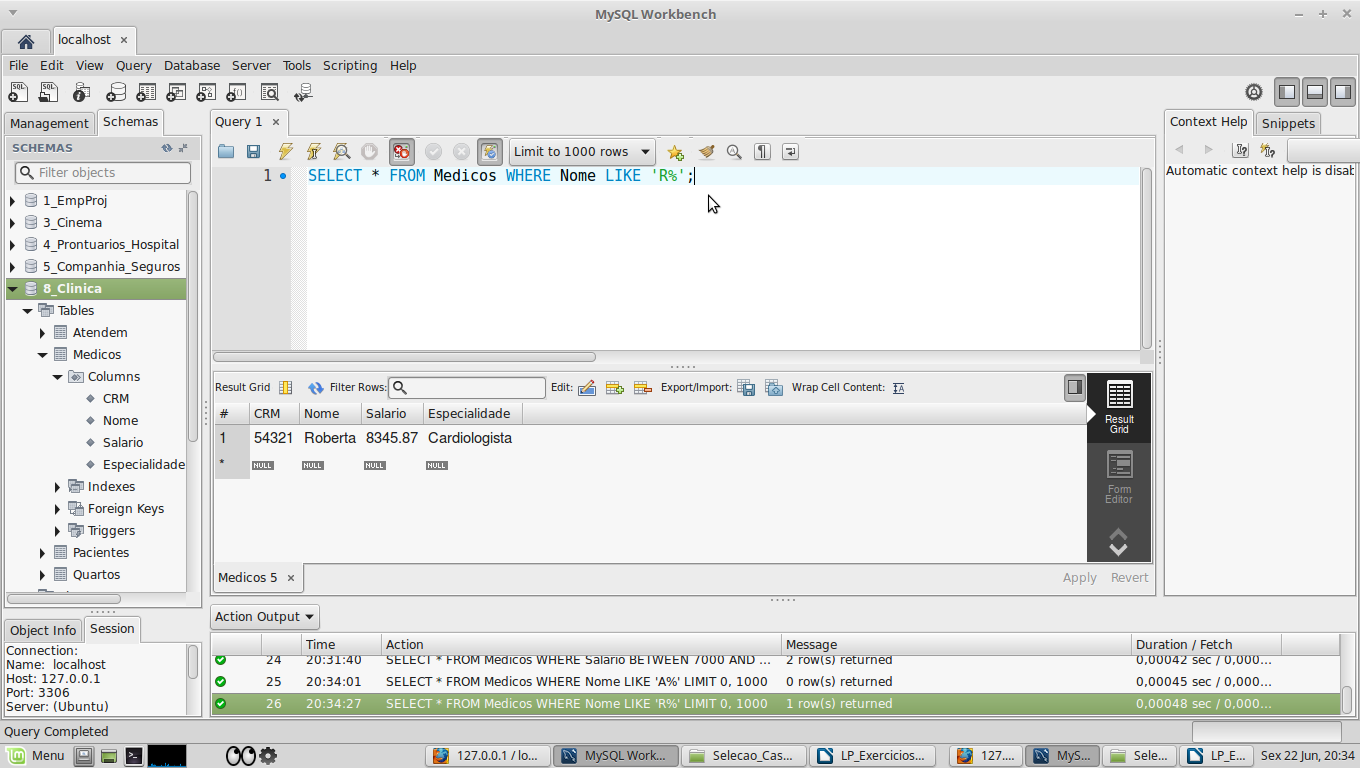 MySQL Workbench
localhost ×
File Edit View Query Database Server Tools Scripting Help
Management Schemas
SCHEMAS
Filter objects
1_EmpProj
3_Cinema
4_Prontuarios_Hospital
5_Companhia_Seguros
8_Clinica
Tables
Atendem
Medicos
Columns
CRM
Nome
Salario
Especialidade
Indexes
Foreign Keys
Triggers
Pacientes
Quartos
Object Info Session
Connection:
Name: localhost
Host: 127.0.0.1
Port: 3306
Server: (Ubuntu)
Query 1 ×
Limit to 1000 rows
1 SELECT * FROM Medicos WHERE Nome LIKE 'R%';
Result Grid Filter Rows: Edit: Export/Import: Wrap Cell Content:
# CRM Nome Salario Especialidade
1 54321 Roberta 8345.87 Cardiologista
* NULL NULL NULL NULL
Result
Grid
Form
Editor
Medicos 5 × Apply Revert
Context Help Snippets
Automatic context help is disab
Action Output
Time Action Message Duration / Fetch
24 20:31:40 SELECT * FROM Medicos WHERE Salario BETWEEN 7000 AND ... 2 row(s) returned 0,00042 sec / 0,000...
25 20:34:01 SELECT * FROM Medicos WHERE Nome LIKE 'A%' LIMIT 0, 1000 0 row(s) returned 0,00045 sec / 0,000...
26 20:34:27 SELECT * FROM Medicos WHERE Nome LIKE 'R%' LIMIT 0, 1000 1 row(s) returned 0,00048 sec / 0,000...
Query Completed
Menu 127.0.0.1 / lo... MySQL Work... Selecao_Cas... LP_Exercicios... 127.... MyS... Sele... LP_E... Sex 22 Jun, 20:34